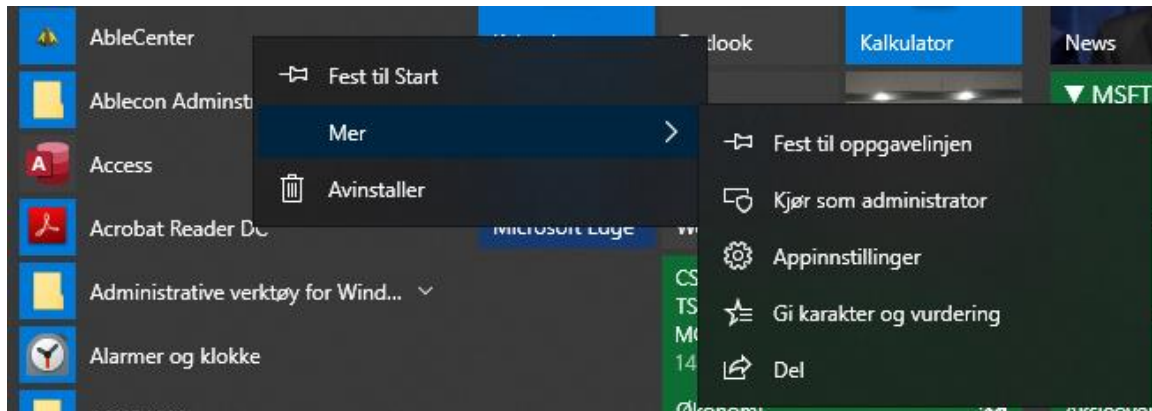 AbleCenter
Ablecon Adminst
Access
Acrobat Reader DC
Administrative verktøy for Wind...
Alarmer og klokke
Fest til Start
Mer
Avinstaller
Kalkulator
News
▼ MSFT
Microsoft Edge
CS
TS
14
Økonomi
Fest til oppgavelinjen
Kjør som administrator
Appinnstillinger
Gi karakter og vurdering
Del